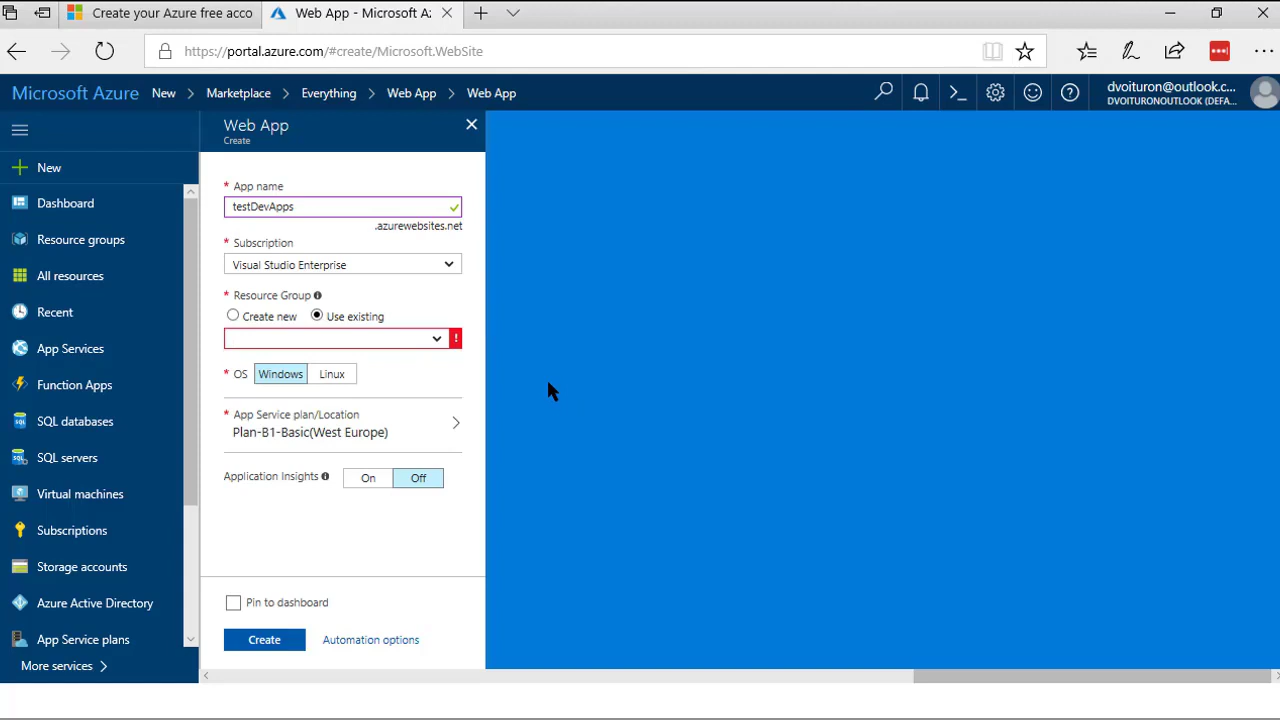 Create your Azure free acco
Web App - Microsoft A:
https://portal.azure.com/#create/Microsoft.WebSite
Microsoft Azure New > Marketplace > Everything > Web App > Web App
dvoituron@outlook.c...
DVOITURONOUTLOOK (DEFA...
Web App
Create
New
Dashboard
Resource groups
All resources
Recent
App Services
Function Apps
SQL databases
SQL servers
Virtual machines
Subscriptions
Storage accounts
Azure Active Directory
App Service plans
More services >
* App name
testDevApps
.azurewebsites.net
* Subscription
Visual Studio Enterprise
* Resource Group
Create new Use existing
!
* OS Windows Linux
* App Service plan/Location
Plan-B1-Basic(West Europe)
Application Insights On Off
Pin to dashboard
Create Automation options